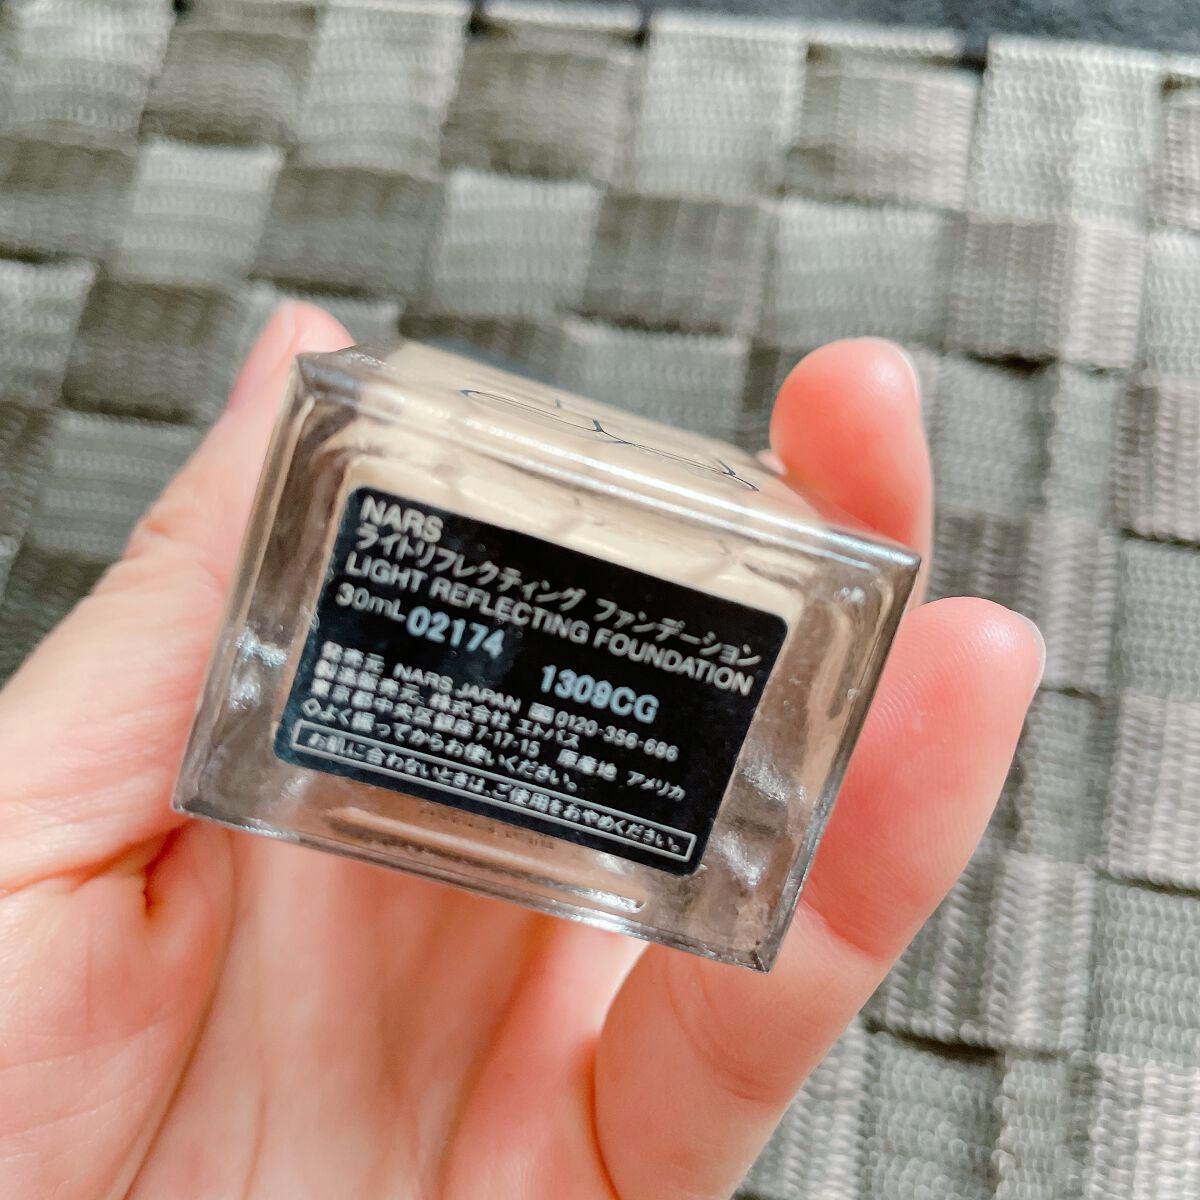 NARS
ライトリフレクティング ファンデーション
LIGHT REFLECTING FOUNDATION
30mL 02174 1309CG
発売元 NARS JAPAN 0120-356-686
製造販売元 株式会社 エトバス
東京都中央区銀座7-17-15 原産地 アメリカ
◇よく振ってからお使いください。
お肌に合わないときは、ご使用をおやめください。